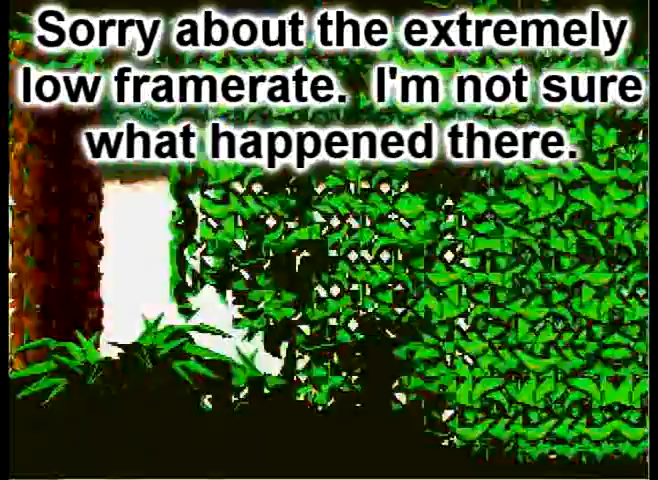 Sorry about the extremely
low framerate.  I'm not sure
what happened there.